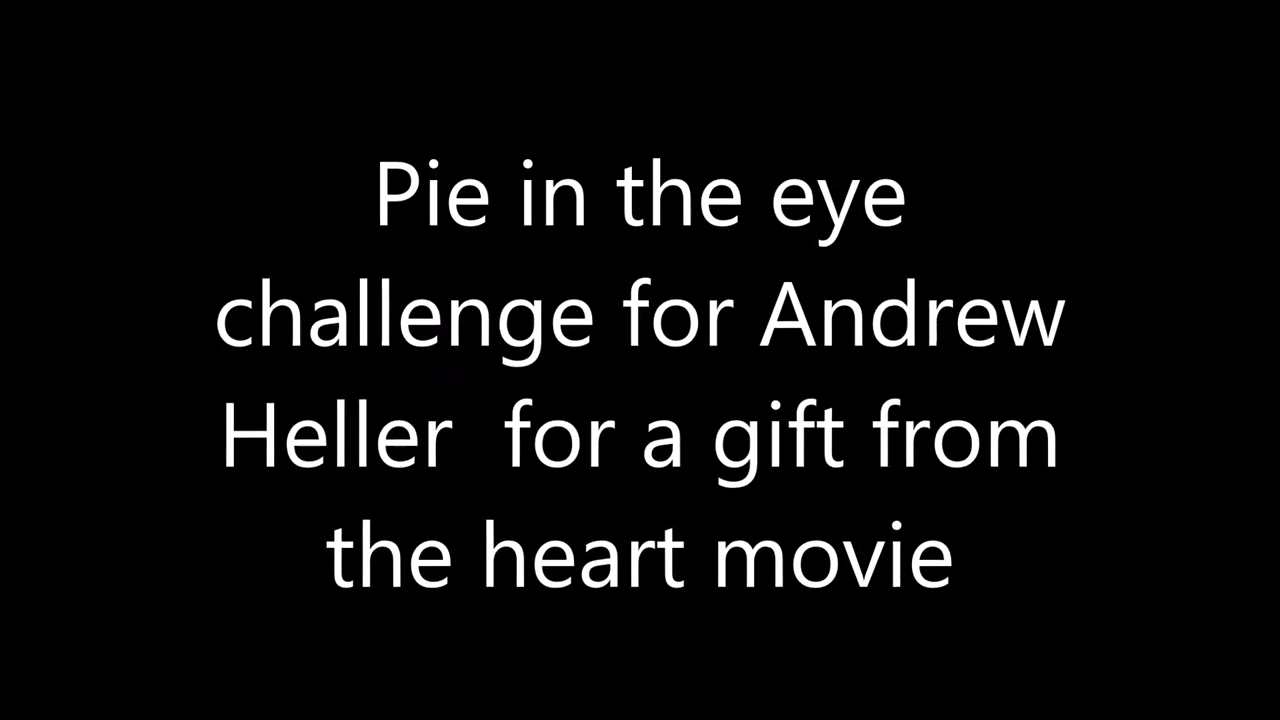 Pie in the eye
challenge for Andrew
Heller  for a gift from
the heart movie